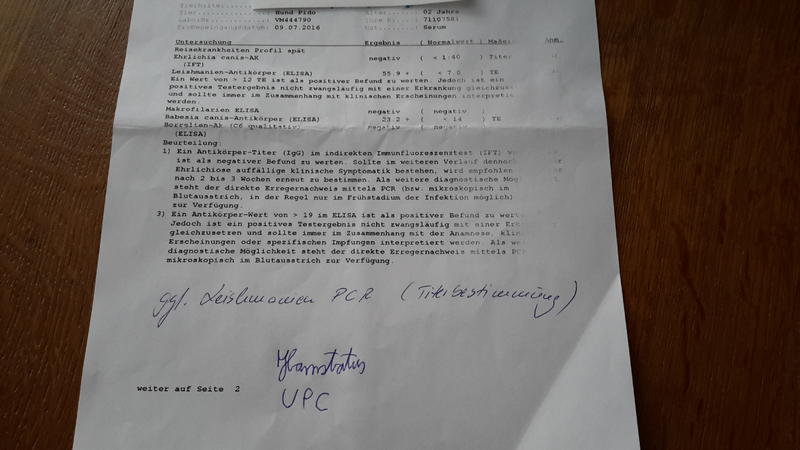 Hund Pido Alter 02 Jahre
VM444790 7110758
09.07.2016 Serum
Untersuchung Ergebnis ( Normalwert )
Reisekrankheiten Profil spät
Ehrlichia canis-AK negativ ( < 1:40 ) Titer
(IFT)
Leishmanien-Antikörper (ELISA) 55.9 + ( < 7.0 ) TE
Ein Wert von > 12 TE ist als positiver Befund zu werten. Jedoch ist ein
positives Testergebnis nicht zwangsläufig mit einer Erkrankung
und sollte immer im Zusammenhang mit klinischen Erscheinungen
werden.
Makrofilarien ELISA negativ ( negativ )
Babesia canis-Antikörper (ELISA) 23.2 + ( < 14 ) TE
Borrelien-Ak (C6 qualitativ) negativ ( negativ )
(ELISA)
Beurteilung:
1) Ein Antikörper-Titer (IgG) im indirekten Immunfluoreszenztest (IFT)
ist als negativer Befund zu werten. Sollte im weiteren Verlauf dennoch
Ehrlichiose auffällige klinische Symptomatik bestehen, wird empfohlen
nach 2 bis 3 Wochen erneut zu bestimmen. Als weitere diagnostische
steht der direkte Erregernachweis mittels PCR (bzw. mikroskopisch im
Blutausstrich, in der Regel nur im Frühstadium der Infektion möglich)
zur Verfügung.
3) Ein Antikörper-Wert von > 19 im ELISA ist als positiver Befund zu
Jedoch ist ein positives Testergebnis nicht zwangsläufig mit einer
gleichzusetzen und sollte immer im Zusammenhang mit der Anamnese,
Erscheinungen oder spezifischen Impfungen interpretiert werden. Als
diagnostische Möglichkeit steht der direkte Erregernachweis mittels
mikroskopisch im Blutausstrich zur Verfügung.
ggf. Leishmanien PCR (Titerbestimmung)
Harnstatus
weiter auf Seite 2
UPC